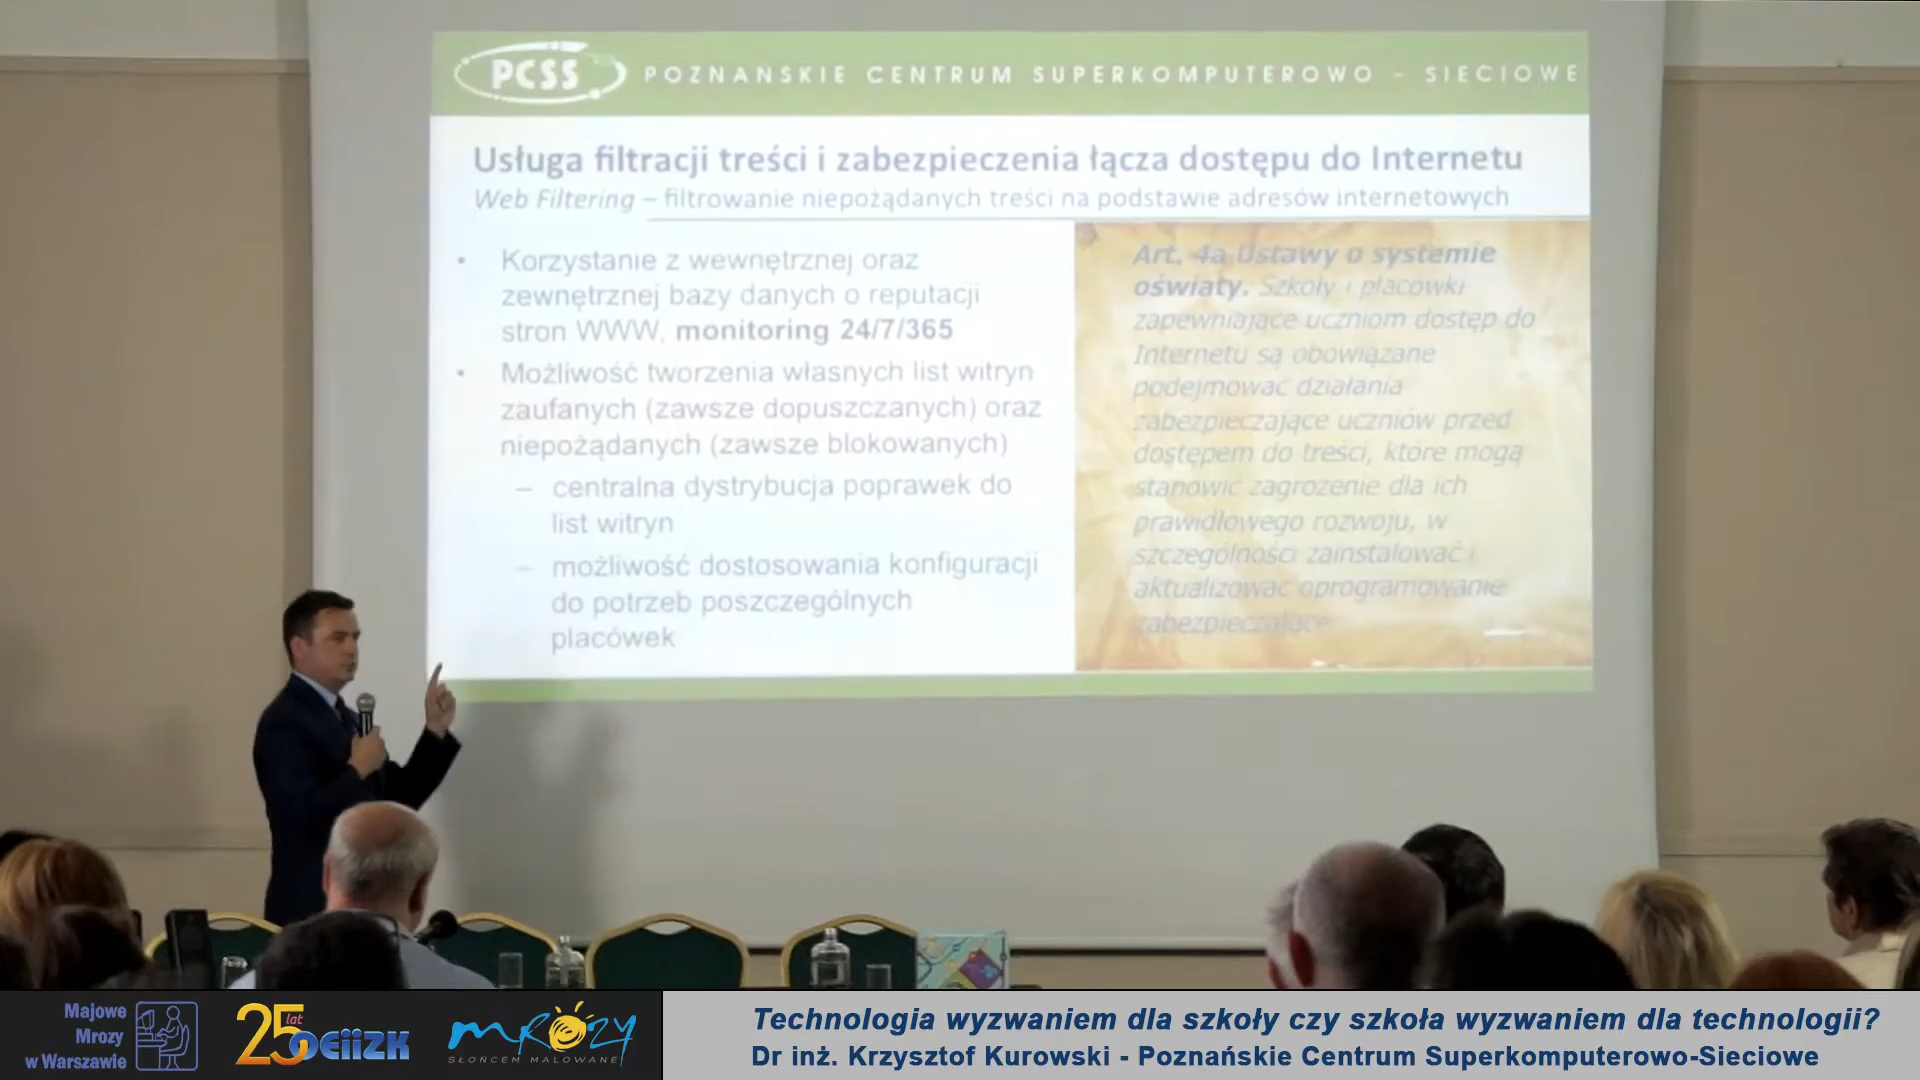 PCSS POZNAŃSKIE CENTRUM SUPERKOMPUTEROWO - SIECIOWE
Usługa filtracji treści i zabezpieczenia łącza dostępu do Internetu
Web Filtering – filtrowanie niepożądanych treści na podstawie adresów internetowych
• Korzystanie z wewnętrznej oraz
zewnętrznej bazy danych o reputacji
stron WWW, monitoring 24/7/365
• Możliwość tworzenia własnych list witryn
zaufanych (zawsze dopuszczanych) oraz
niepożądanych (zawsze blokowanych)
– centralna dystrybucja poprawek do
list witryn
– możliwość dostosowania konfiguracji
do potrzeb poszczególnych
placówek
Art. 4a Ustawy o systemie
oświaty. Szkoły i placówki
zapewniające uczniom dostęp do
Internetu są obowiązane
podejmować działania
zabezpieczające uczniów przed
dostępem do treści, które mogą
stanowić zagrożenie dla ich
prawidłowego rozwoju, w
szczególności zainstalować i
aktualizować oprogramowanie
zabezpieczające
Majowe
Mrozy
w Warszawie
25 lat OEIiZK
mrozy
SŁOŃCEM MALOWANE
Technologia wyzwaniem dla szkoły czy szkoła wyzwaniem dla technologii?
Dr inż. Krzysztof Kurowski - Poznańskie Centrum Superkomputerowo-Sieciowe